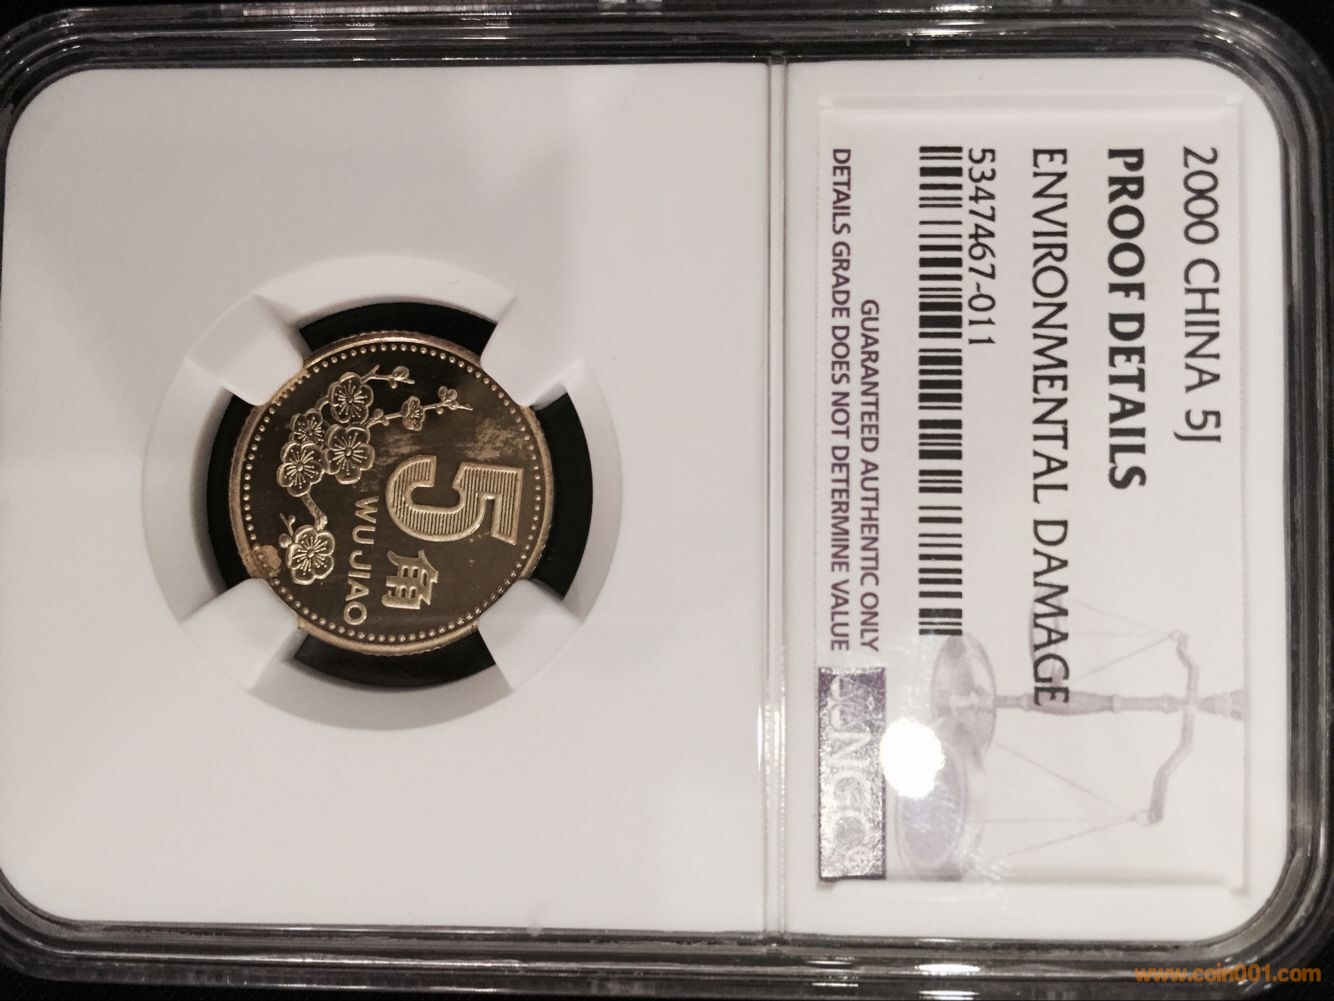 2000 CHINA 5J
PROOF DETAILS
ENVIRONMENTAL DAMAGE
5347467-011
GUARANTEED AUTHENTIC ONLY
DETAILS GRADE DOES NOT DETERMINE VALUE
NGC
5角
WU JIAO
www.coin001.com